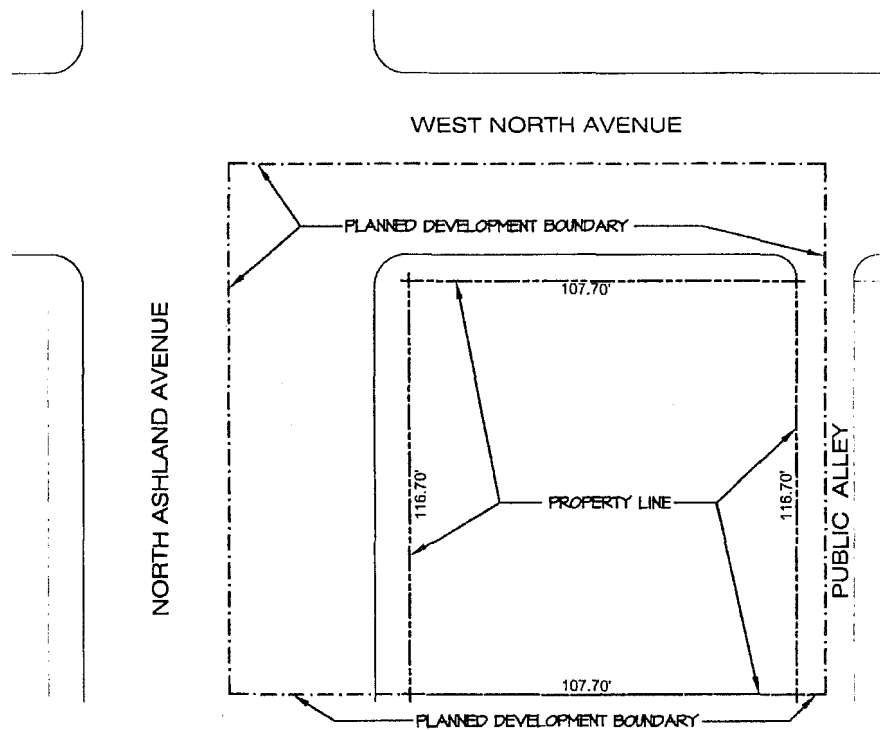 WEST NORTH AVENUE
PLANNED DEVELOPMENT BOUNDARY
107.70'
NORTH ASHLAND AVENUE
116.70'
PROPERTY LINE
116.70'
PUBLIC ALLEY
107.70'
PLANNED DEVELOPMENT BOUNDARY